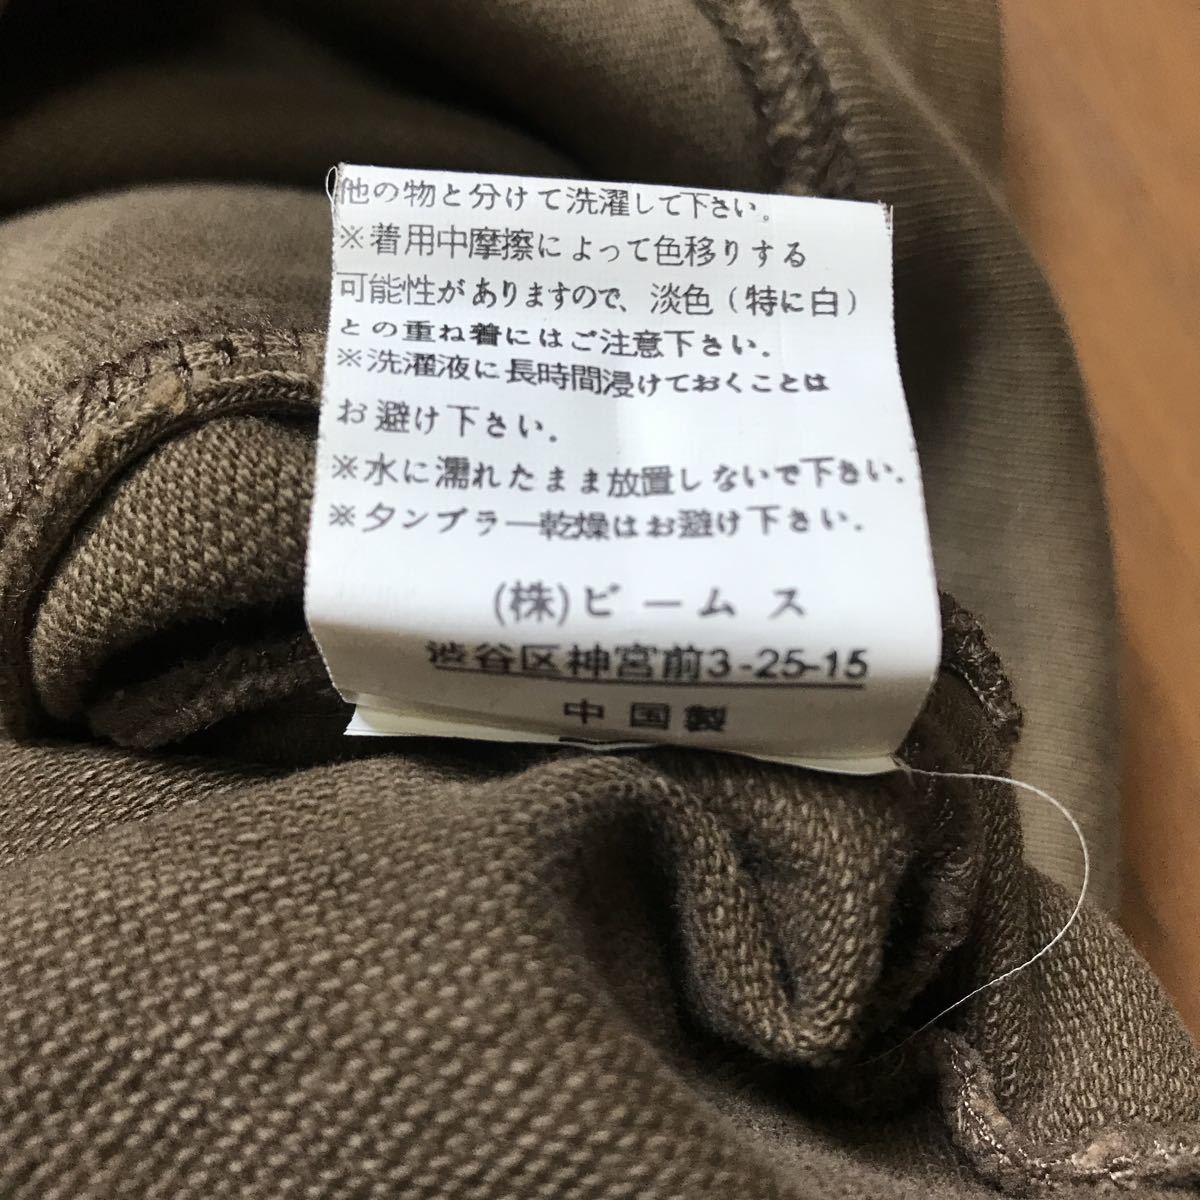 他の物と分けて洗濯して下さい。
※着用中摩擦によって色移りする
可能性がありますので、淡色（特に白）
との重ね着にはご注意下さい。
※洗濯液に長時間浸けておくことは
お避け下さい。
※水に濡れたまま放置しないで下さい。
※タンブラー乾燥はお避け下さい。
(株)ビームス
渋谷区神宮前3-25-15
中国製